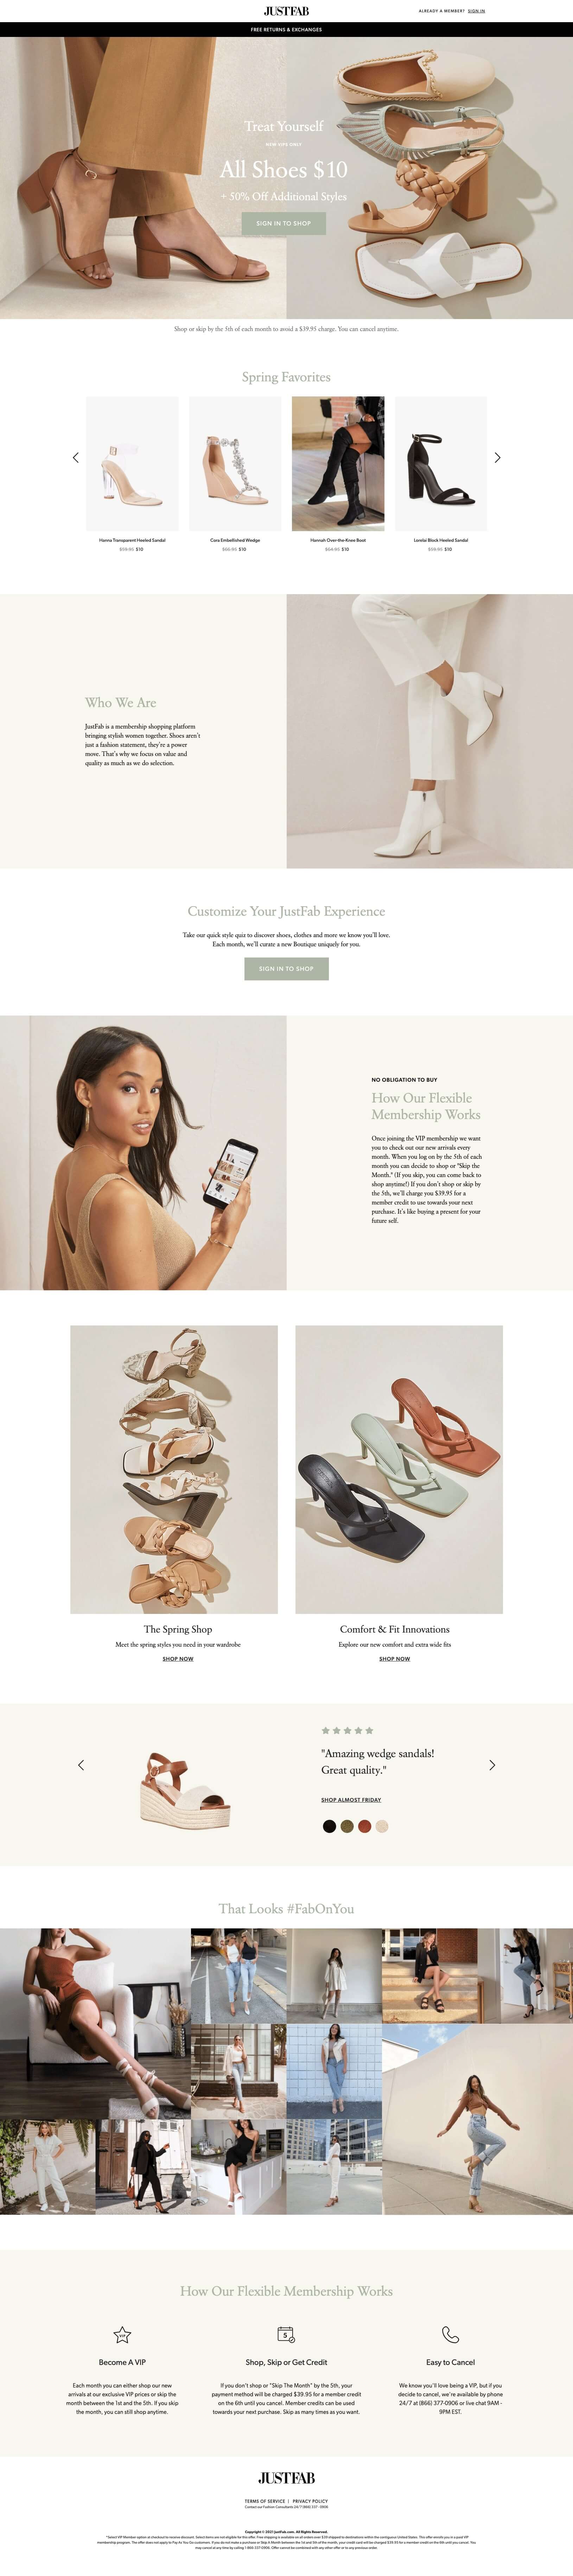 JUSTFAB
ALREADY A MEMBER? SIGN IN
FREE RETURNS & EXCHANGES
Treat Yourself
NEW VIPS ONLY
All Shoes $10
+ 50% Off Additional Styles
SIGN IN TO SHOP
Shop or skip by the 5th of each month to avoid a $39.95 charge. You can cancel anytime.
Spring Favorites
Hanna Transparent Heeled Sandal
$10
Cora Embellished Wedge
$10
Hannah Over-the-Knee Boot
$10
Lorelai Block Heeled Sandal
$10
Who We Are
JustFab is a membership shopping platform
bringing stylish women together. Shoes aren't
just a fashion statement, they're a power
move. That's why we focus on value and
quality as much as we do selection.
Customize Your JustFab Experience
Take our quick style quiz to discover shoes, clothes and more we know you'll love.
Each month, we'll curate a new Boutique uniquely for you.
SIGN IN TO SHOP
NO OBLIGATION TO BUY
How Our Flexible
Membership Works
Once joining the VIP membership we want
you to check out our new arrivals every
month. When you log on by the 5th of each
month you can decide to shop or "Skip the
Month." (If you skip, you can come back to
shop anytime!) If you don't shop or skip by
the 5th, we'll charge you $39.95 for a
member credit to use towards your next
purchase. It's like buying a present for your
future self.
The Spring Shop
Meet the spring styles you need in your wardrobe
SHOP NOW
Comfort & Fit Innovations
Explore our new comfort and extra wide fits
SHOP NOW
"Amazing wedge sandals!
Great quality."
SHOP ALMOST FRIDAY
That Looks #FabOnYou
How Our Flexible Membership Works
VIP
Become A VIP
Each month you can either shop our new
arrivals at our exclusive VIP prices or skip the
month between the 1st and the 5th. If you skip
the month, you can still shop anytime.
5
Shop, Skip or Get Credit
If you don't shop or "Skip The Month" by the 5th, your
payment method will be charged $39.95 for a member credit
on the 6th until you cancel. Member credits can be used
towards your next purchase. Skip as many times as you want.
Easy to Cancel
We know you'll love being a VIP, but if you
decide to cancel, we're available by phone
24/7 at (866) 377-0906 or live chat 9AM -
9PM EST.
JUSTFAB
TERMS OF SERVICE | PRIVACY POLICY
Contact our Fashion Consultants 24/7 (866) 337 - 0906
Copyright © 2021 JustFab.com. All Rights Reserved.